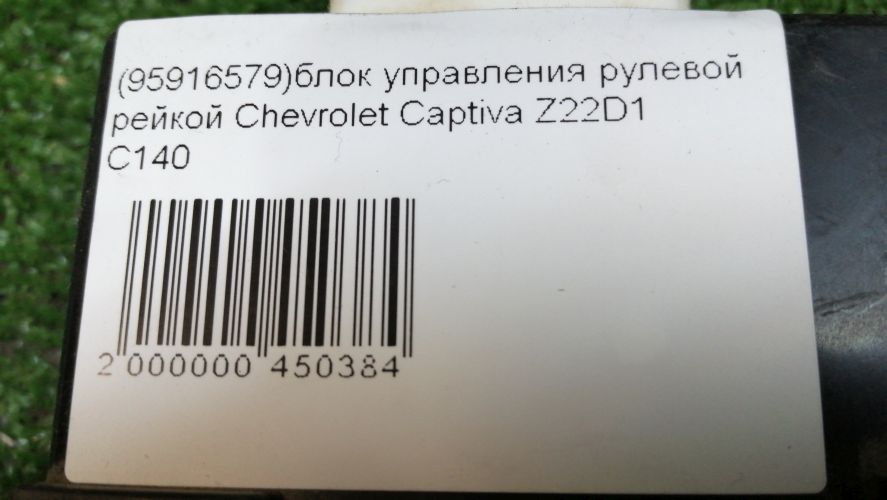 (95916579)блок управления рулевой
рейкой Chevrolet Captiva Z22D1
C140
2 000000 450384